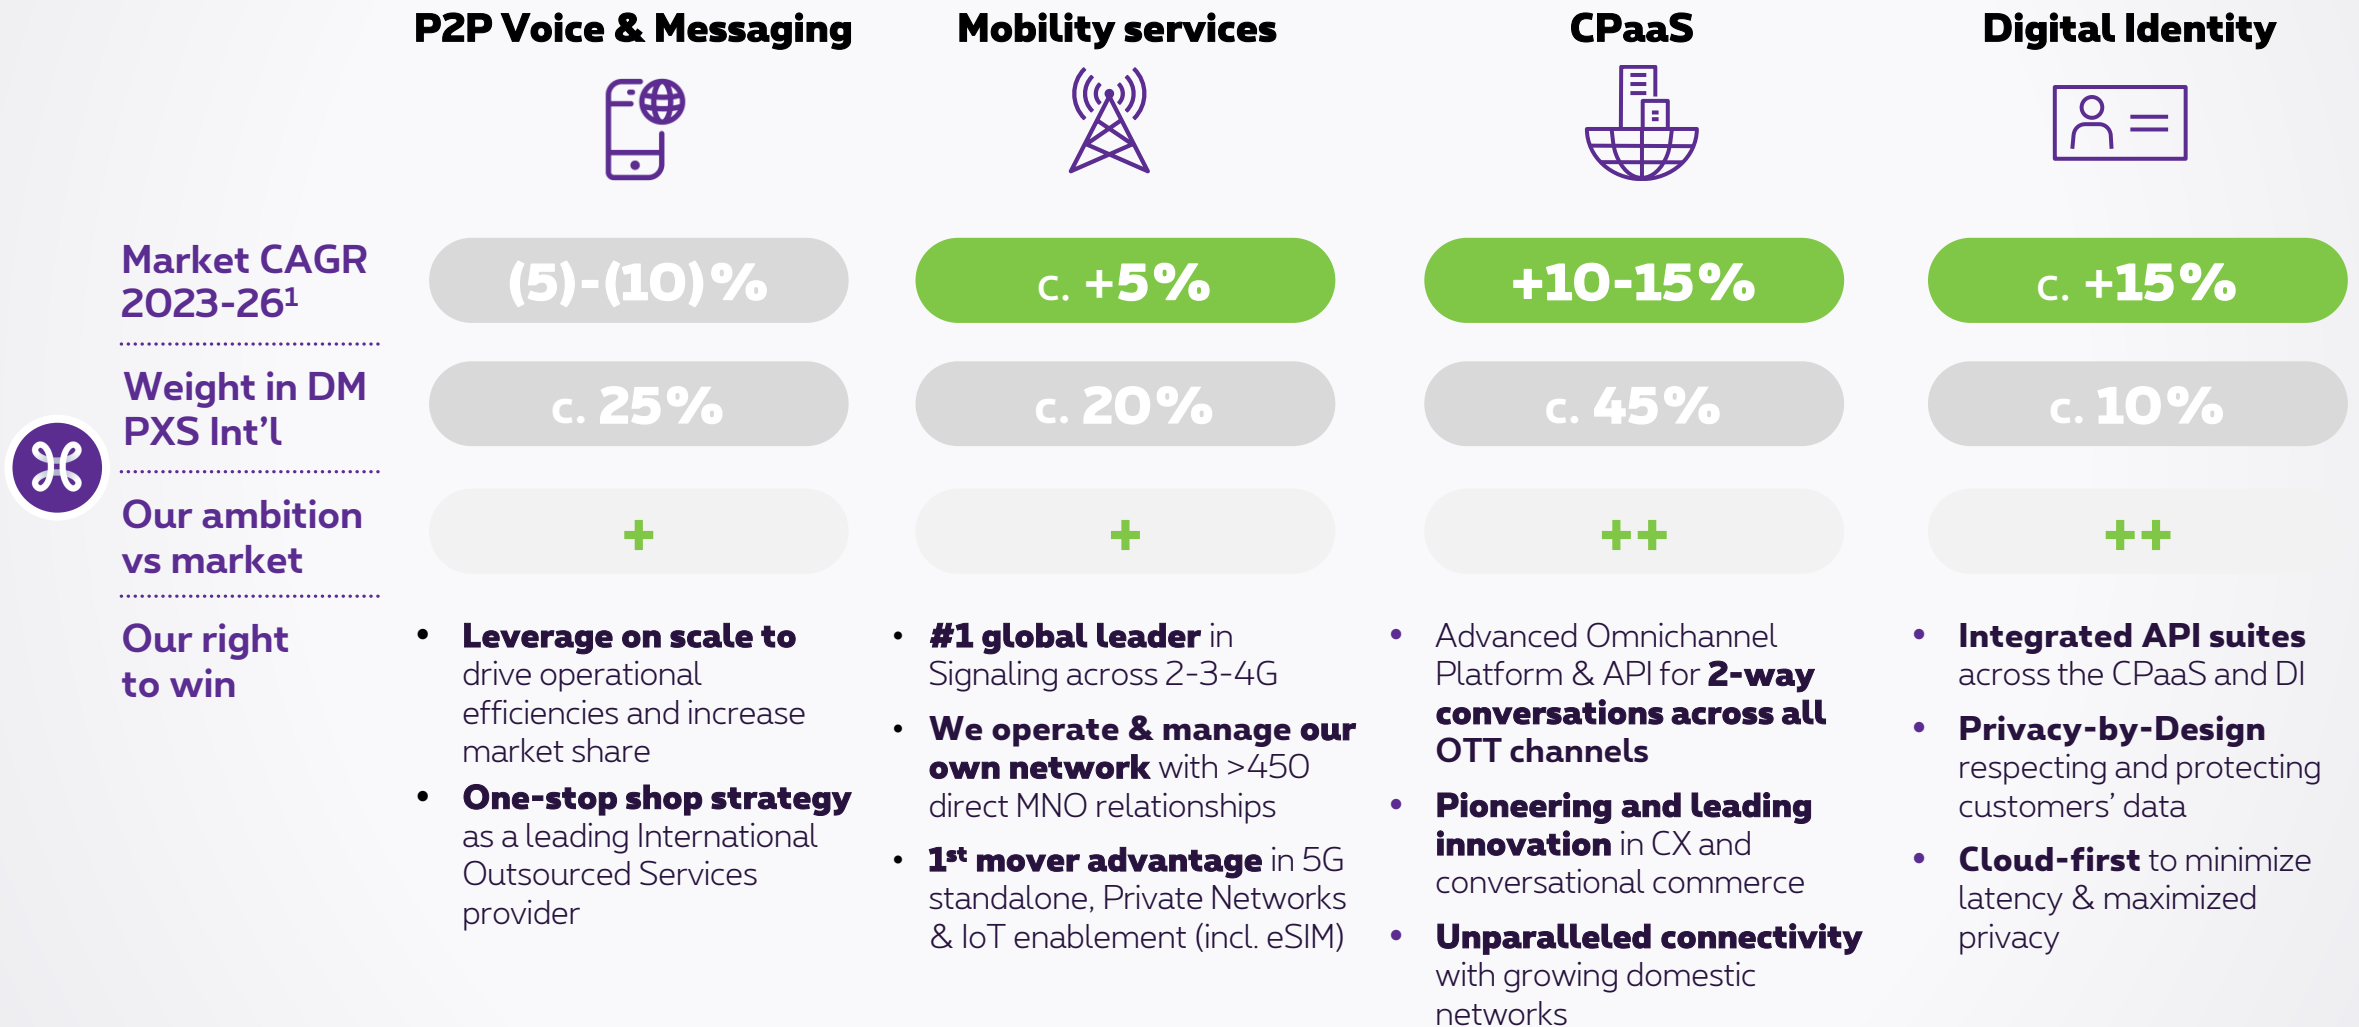 P2P Voice & Messaging
Mobility services
CPaaS
Digital Identity
Market CAGR
2023-26¹
(5)-(10)%
c. +5%
+10-15%
c. +15%
Weight in DM
PXS Int’l
c. 25%
c. 20%
c. 45%
c. 10%
Our ambition
vs market
+
+
++
++
Our right
to win
• Leverage on scale to
drive operational
efficiencies and increase
market share
• One-stop shop strategy
as a leading International
Outsourced Services
provider
• #1 global leader in
Signaling across 2-3-4G
• We operate & manage our
own network with >450
direct MNO relationships
• 1st mover advantage in 5G
standalone, Private Networks
& IoT enablement (incl. eSIM)
• Advanced Omnichannel
Platform & API for 2-way
conversations across all
OTT channels
• Pioneering and leading
innovation in CX and
conversational commerce
• Unparalleled connectivity
with growing domestic
networks
• Integrated API suites
across the CPaaS and DI
• Privacy-by-Design
respecting and protecting
customers’ data
• Cloud-first to minimize
latency & maximized
privacy